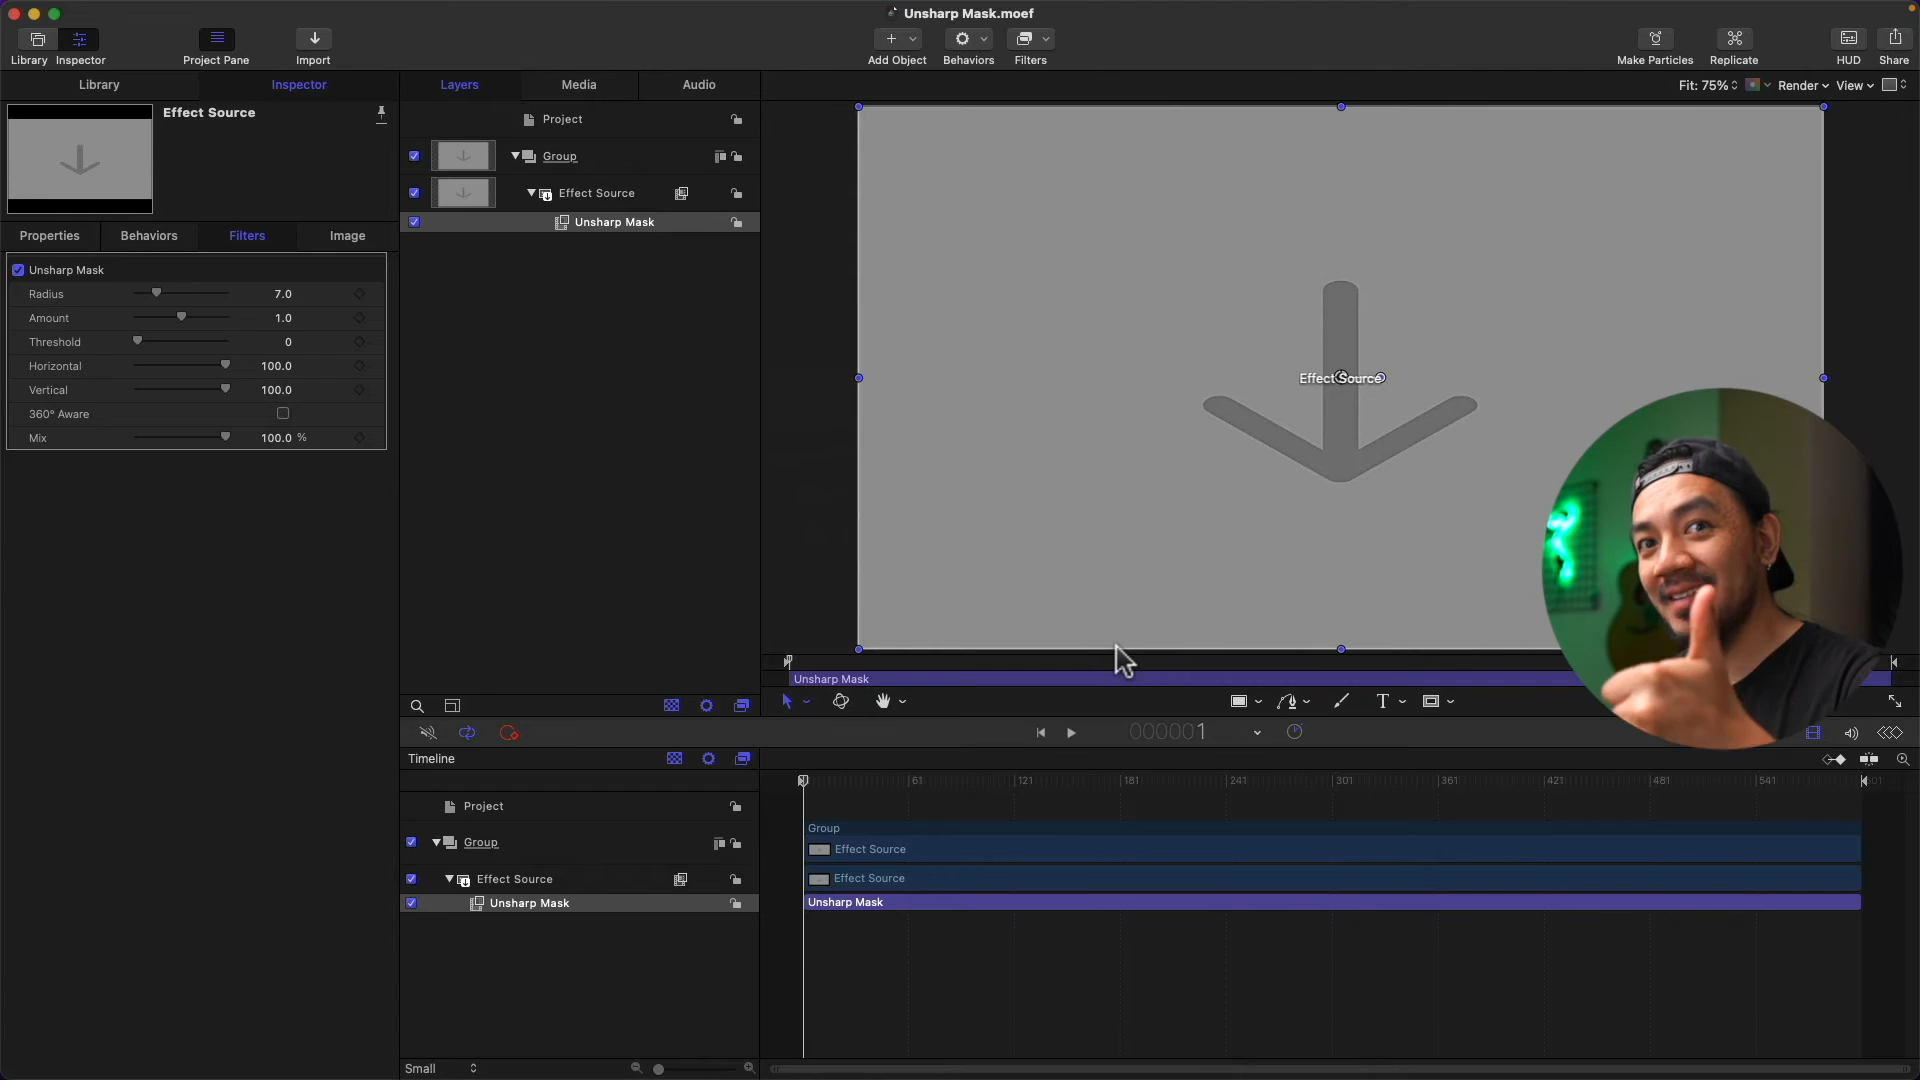 Unsharp Mask.moef
Library
Inspector
Project Pane
Import
Add Object
Behaviors
Filters
Make Particles
Replicate
HUD
Share
Library
Inspector
Layers
Media
Audio
Fit: 75%
Render
View
Effect Source
Project
Group
Effect Source
Unsharp Mask
Properties
Behaviors
Filters
Image
Unsharp Mask
Radius 7.0
Amount 1.0
Threshold 0
Horizontal 100.0
Vertical 100.0
360° Aware
Mix 100.0 %
Effect Source
Unsharp Mask
T
000001
Timeline
61 121 181 241 301 361 421 481 541
Project
Group
Effect Source
Unsharp Mask
Group
Effect Source
Effect Source
Unsharp Mask
Small